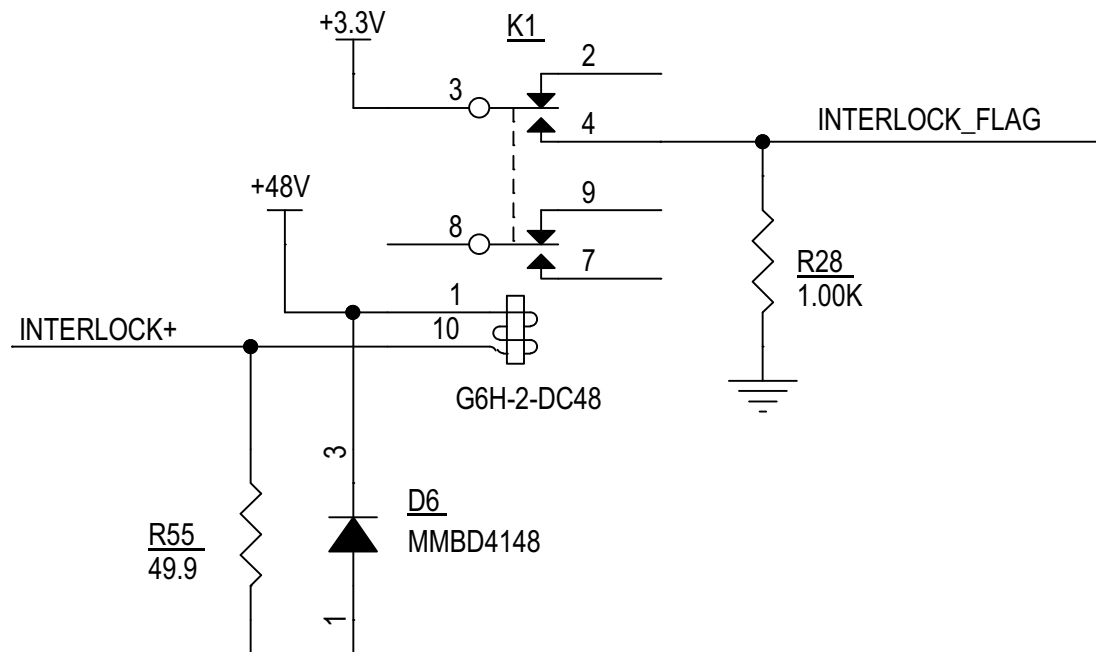 +3.3V
K1
2
3
4
INTERLOCK_FLAG
+48V
9
8
7
R28
1.00K
1
10
INTERLOCK+
G6H-2-DC48
3
D6
MMBD4148
R55
49.9
1